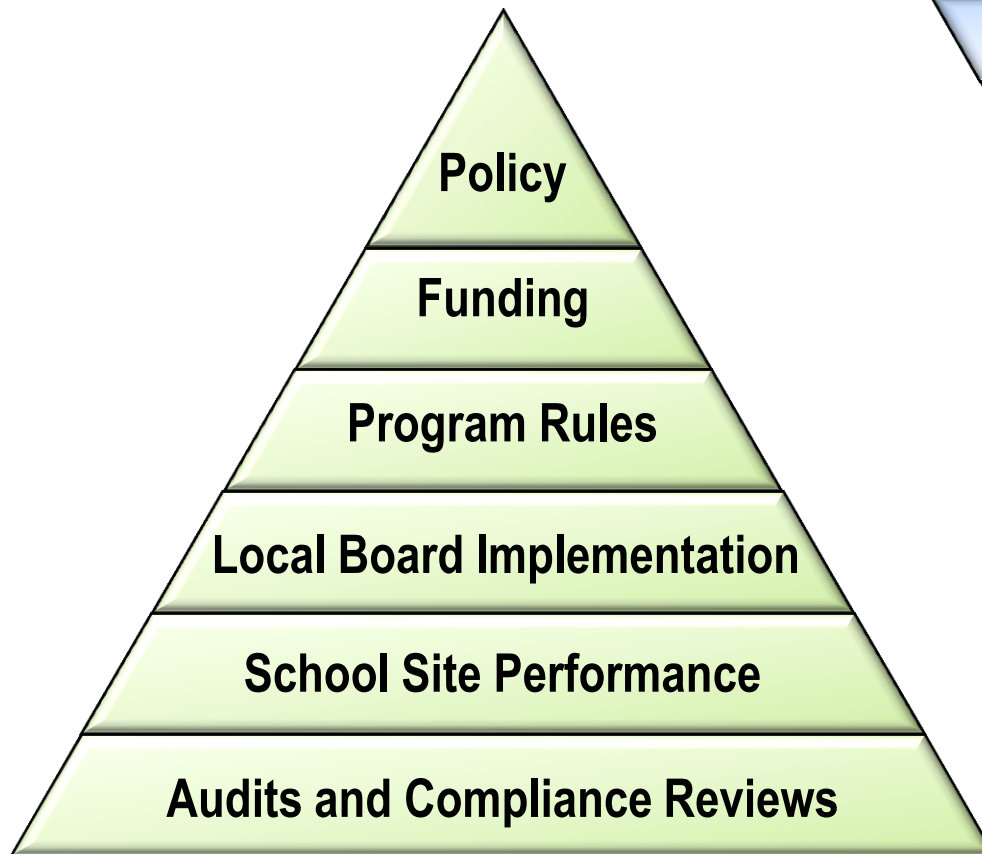 Policy
Funding
Program Rules
Local Board Implementation
School Site Performance
Audits and Compliance Reviews